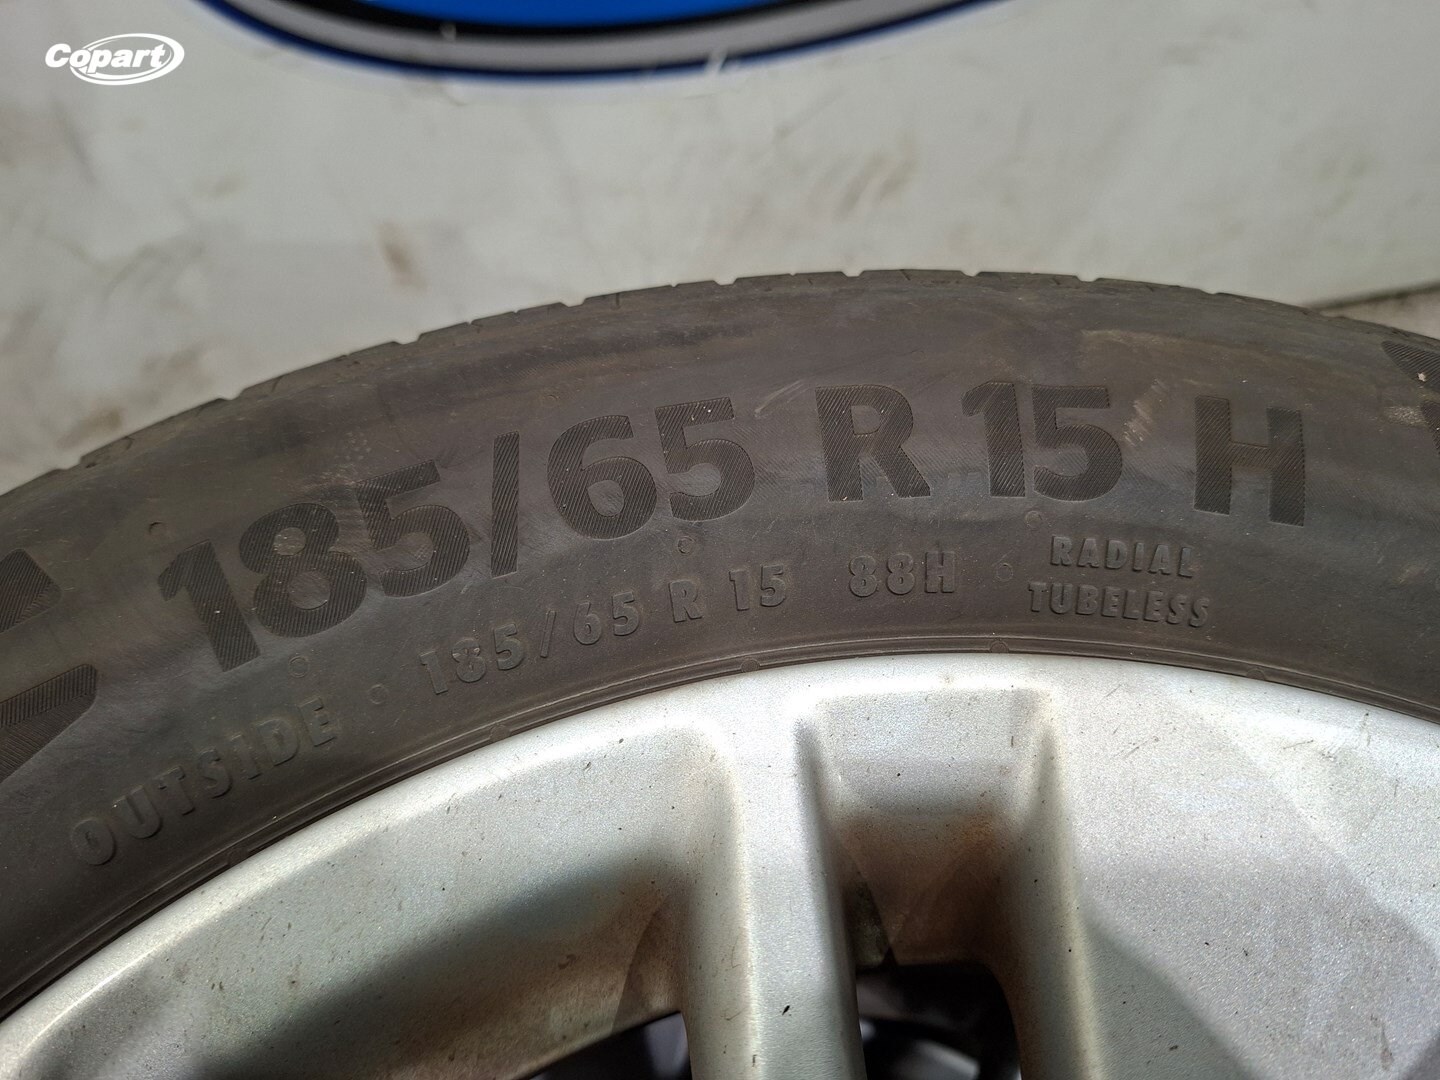 Copart
185/65 R 15 H
OUTSIDE 185/65 R 15 88H RADIAL
TUBELESS